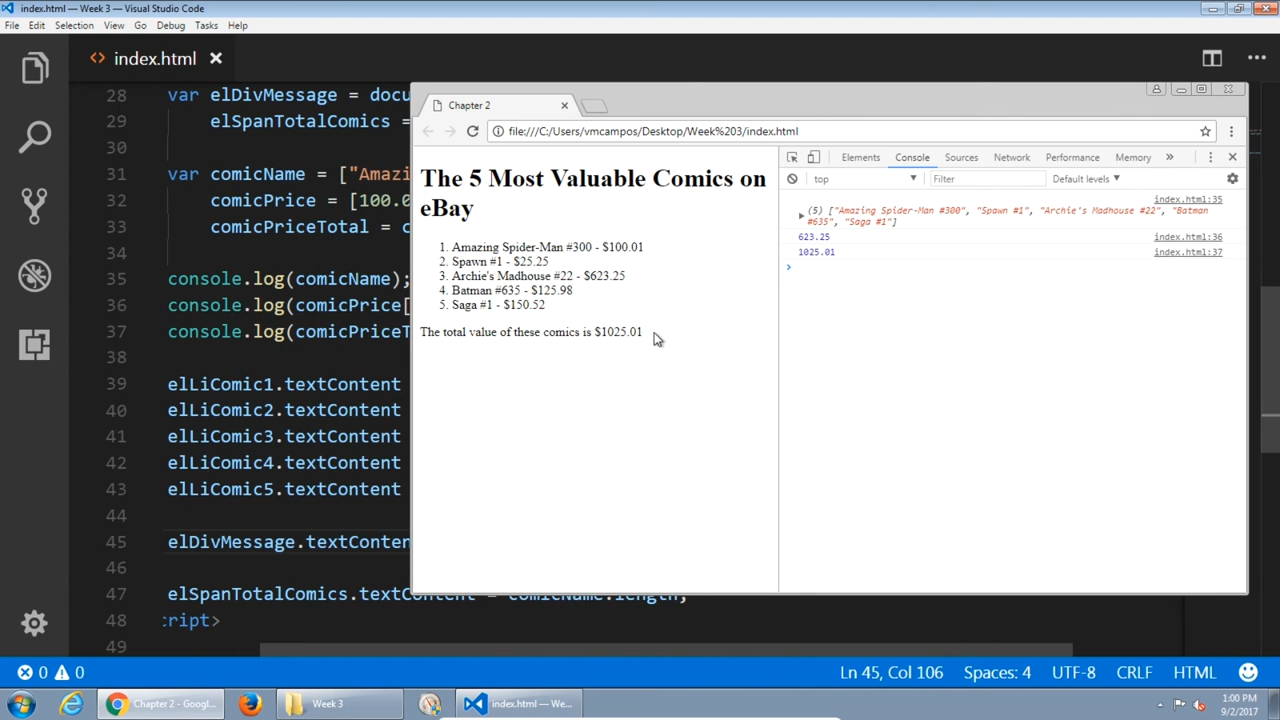 index.html — Week 3 — Visual Studio Code
File Edit Selection View Go Debug Tasks Help
index.html
28 var elDivMessage = docu
29 elSpanTotalComics =
30
31 var comicName = ["Amazi
32 comicPrice = [100.0
33 comicPriceTotal = c
34
35 console.log(comicName);
36 console.log(comicPrice[
37 console.log(comicPriceT
38
39 elLiComic1.textContent
40 elLiComic2.textContent
41 elLiComic3.textContent
42 elLiComic4.textContent
43 elLiComic5.textContent
44
45 elDivMessage.textConten
46
47 elSpanTotalComics.textContent = comicName.length;
48 cript>
49
Chapter 2
file:///C:/Users/vmcampos/Desktop/Week%203/index.html
The 5 Most Valuable Comics on
eBay
1. Amazing Spider-Man #300 - $100.01
2. Spawn #1 - $25.25
3. Archie's Madhouse #22 - $623.25
4. Batman #635 - $125.98
5. Saga #1 - $150.52
The total value of these comics is $1025.01
Elements Console Sources Network Performance Memory »
top Filter Default levels
index.html:35
(5) ["Amazing Spider-Man #300", "Spawn #1", "Archie's Madhouse #22", "Batman
#635", "Saga #1"]
623.25 index.html:36
1025.01 index.html:37
0 0 Ln 45, Col 106 Spaces: 4 UTF-8 CRLF HTML
Chapter 2 - Googl... Week 3 index.html — We...
1:00 PM
9/2/2017